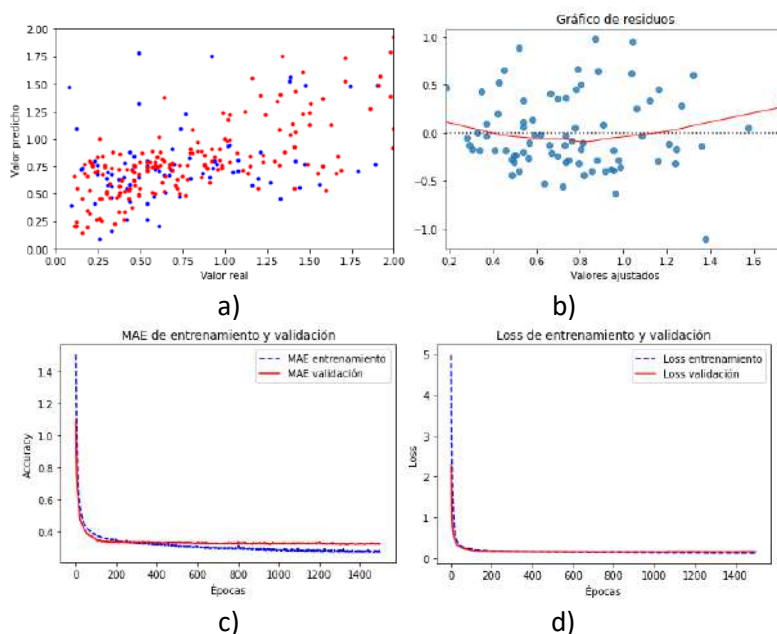 Gráfico de residuos
2.00
1.75
1.50
1.25
1.00
0.75
0.50
0.25
0.00
Valor predicho
0.00 0.25 0.50 0.75 1.00 1.25 1.50 1.75 2.00
Valor real
1.0
0.5
0.0
-0.5
-1.0
0.2 0.4 0.6 0.8 1.0 1.2 1.4 1.6
Valores ajustados
a)
b)
MAE de entrenamiento y validación
MAE entrenamiento
MAE validación
1.4
1.2
1.0
0.8
0.6
0.4
Accuracy
0 200 400 600 800 1000 1200 1400
Épocas
Loss de entrenamiento y validación
Loss entrenamiento
Loss validación
5
4
3
2
1
0
Loss
0 200 400 600 800 1000 1200 1400
Épocas
c)
d)